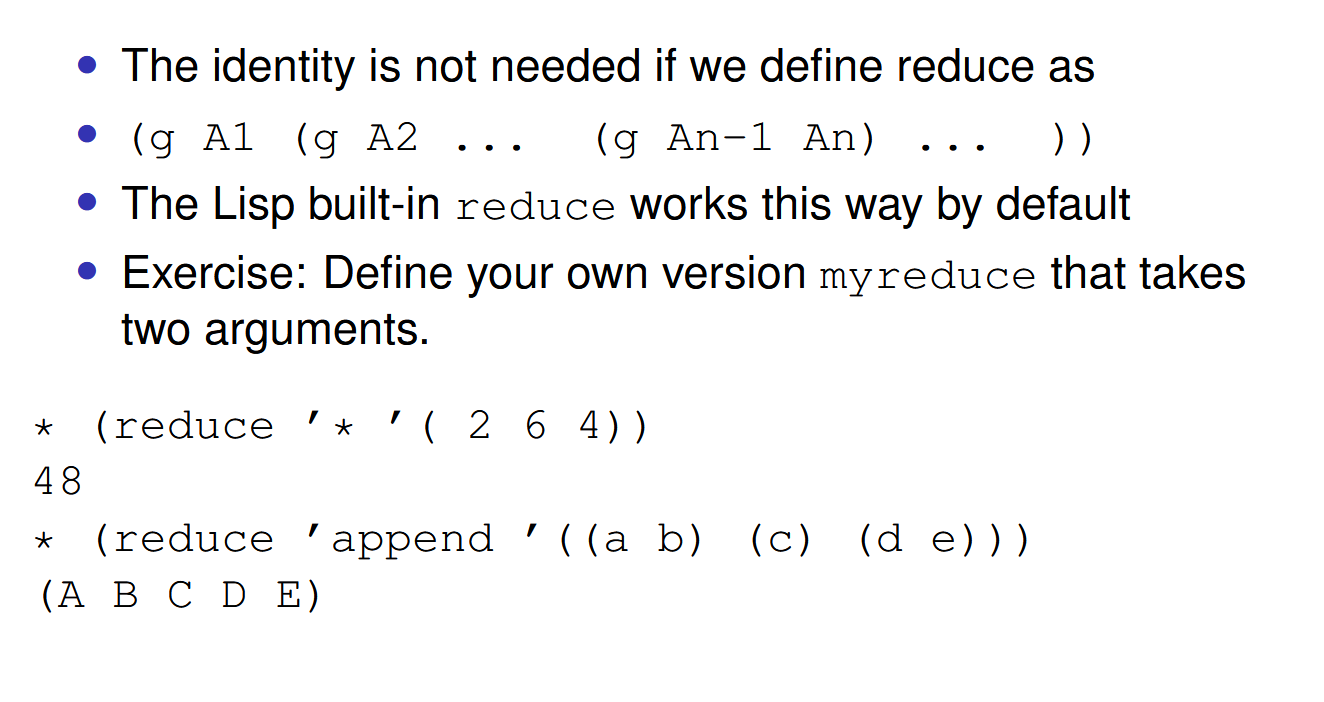 • The identity is not needed if we define reduce as
• (g A1 (g A2 ... (g An-1 An) ... ))
• The Lisp built-in reduce works this way by default
• Exercise: Define your own version myreduce that takes
two arguments.
* (reduce ’* ’( 2 6 4))
48
* (reduce ’append ’((a b) (c) (d e)))
(A B C D E)